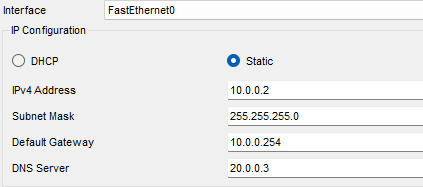 Interface FastEthernet0
IP Configuration
DHCP Static
IPv4 Address 10.0.0.2
Subnet Mask 255.255.255.0
Default Gateway 10.0.0.254
DNS Server 20.0.0.3